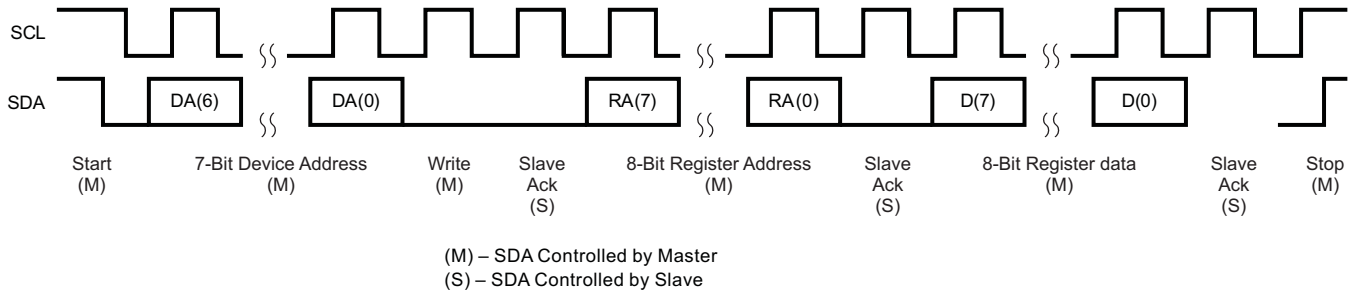 SCL
SDA
DA(6)
DA(0)
RA(7)
RA(0)
D(7)
D(0)
Start
(M)
7-Bit Device Address
(M)
Write
(M)
Slave
Ack
(S)
8-Bit Register Address
(M)
Slave
Ack
(S)
8-Bit Register data
(M)
Slave
Ack
(S)
Stop
(M)
(M) – SDA Controlled by Master
(S) – SDA Controlled by Slave